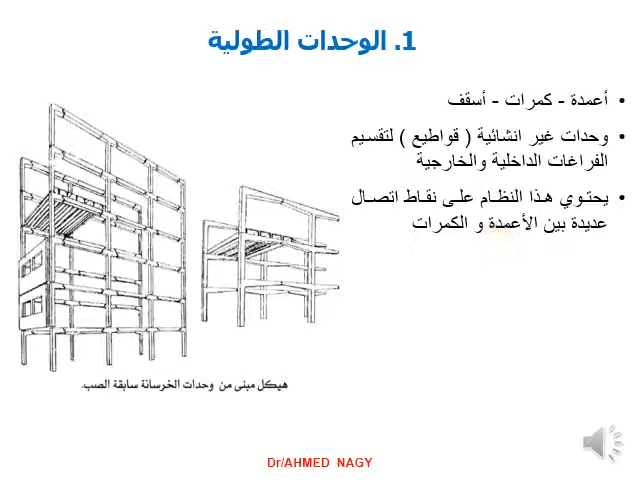 1. الوحدات الطولية
• أعمدة - كمرات - أسقف
• وحدات غير انشائية ( قواطيع ) لتقسيم
الفراغات الداخلية والخارجية
• يحتوي هذا النظام على نقاط اتصال
عديدة بين الأعمدة و الكمرات
هيكل مبنى من وحدات الخرسانة سابقة الصب.
Dr/AHMED NAGY